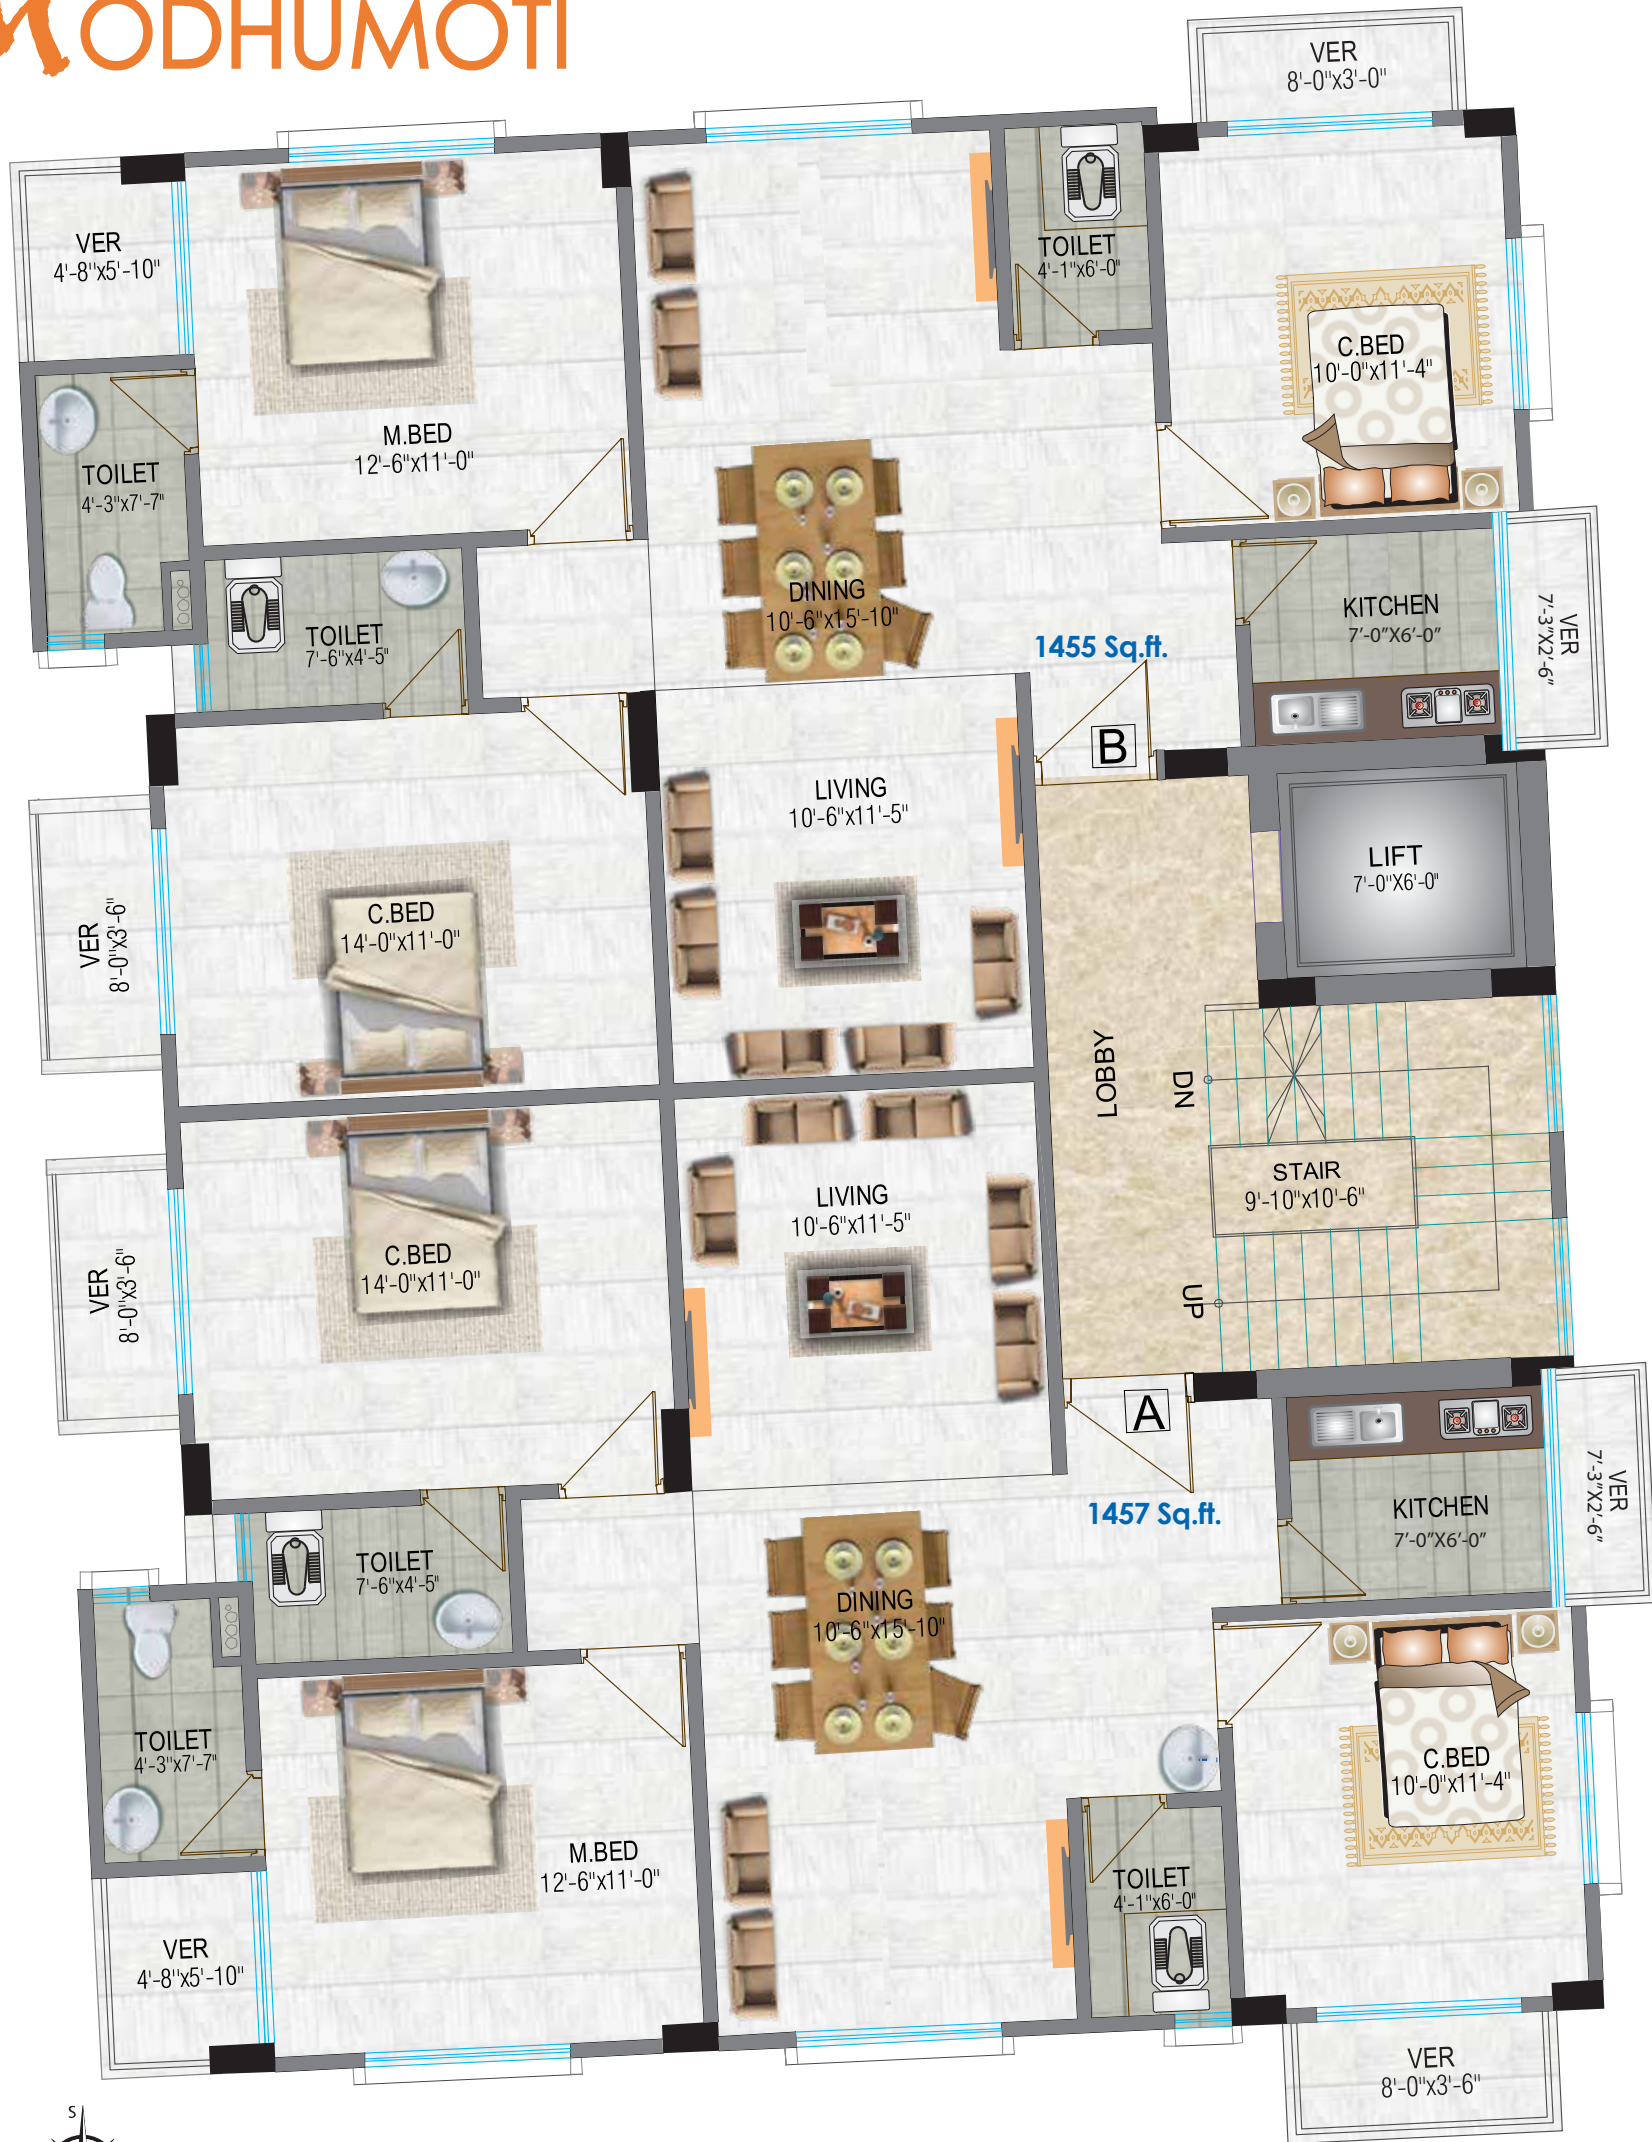 MODHUMOTI
VER
8'-0"x3'-0"
VER
4'-8"x5'-10"
TOILET
4'-1"x6'-0"
C.BED
10'-0"x11'-4"
M.BED
12'-6"x11'-0"
TOILET
4'-3"x7'-7"
DINING
10'-6"x15'-10"
KITCHEN
7'-0"X6'-0"
VER
7'-3"X2'-6"
TOILET
7'-6"x4'-5"
1455 Sq.ft.
B
LIVING
10'-6"x11'-5"
LIFT
7'-0"X6'-0"
C.BED
14'-0"x11'-0"
VER
8'-0"x3'-6"
LOBBY
DN
STAIR
9'-10"x10'-6"
UP
LIVING
10'-6"x11'-5"
C.BED
14'-0"x11'-0"
VER
8'-0"x3'-6"
A
1457 Sq.ft.
KITCHEN
7'-0"X6'-0"
VER
7'-3"X2'-6"
TOILET
7'-6"x4'-5"
DINING
10'-6"x15'-10"
TOILET
4'-3"x7'-7"
C.BED
10'-0"x11'-4"
M.BED
12'-6"x11'-0"
TOILET
4'-1"x6'-0"
VER
4'-8"x5'-10"
VER
8'-0"x3'-6"
S